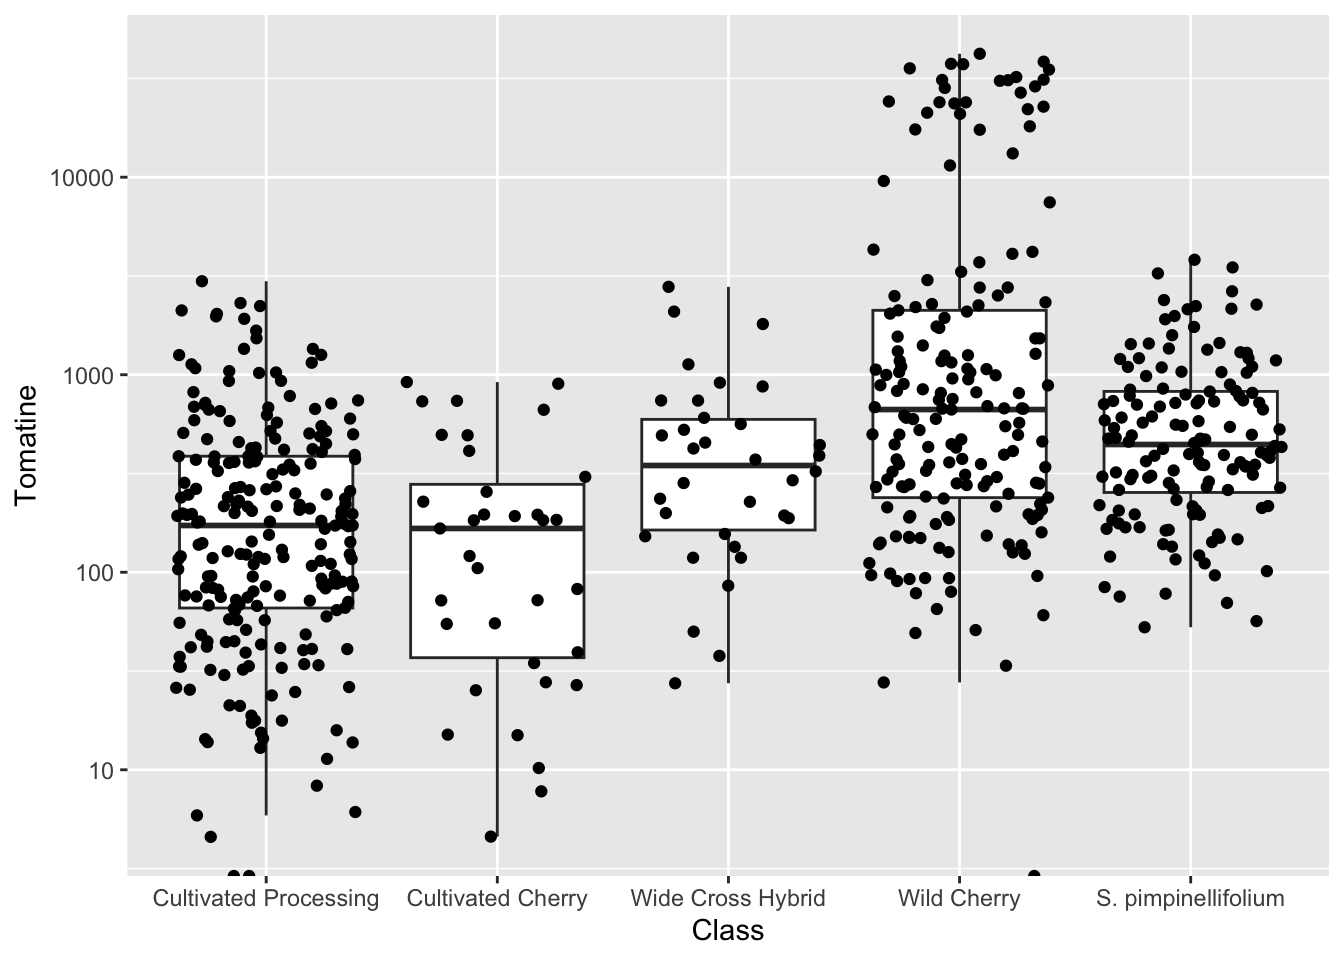 Tomatine
10000
1000
100
10
Cultivated Processing
Cultivated Cherry
Wide Cross Hybrid
Wild Cherry
S. pimpinellifolium
Class